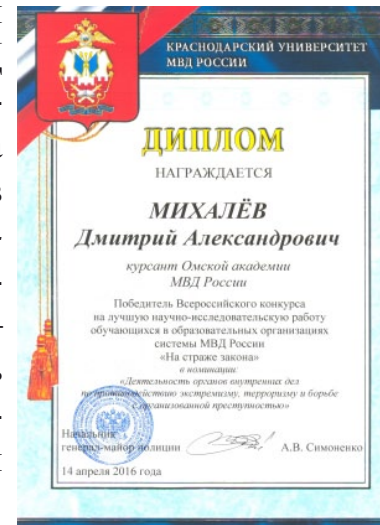 КРАСНОДАРСКИЙ УНИВЕРСИТЕТ
МВД РОССИИ
ДИПЛОМ
НАГРАЖДАЕТСЯ
МИХАЛЁВ
Дмитрий Александрович
курсант Омской академии
МВД России
Победитель Всероссийского конкурса
на лучшую научно-исследовательскую работу
обучающихся в образовательных организациях
системы МВД России
«На страже закона»
в номинации:
«Деятельность органов внутренних дел
по противодействию экстремизму, терроризму и борьбе
с организованной преступностью»
Начальник
генерал-майор полиции А.В. Симоненко
14 апреля 2016 года